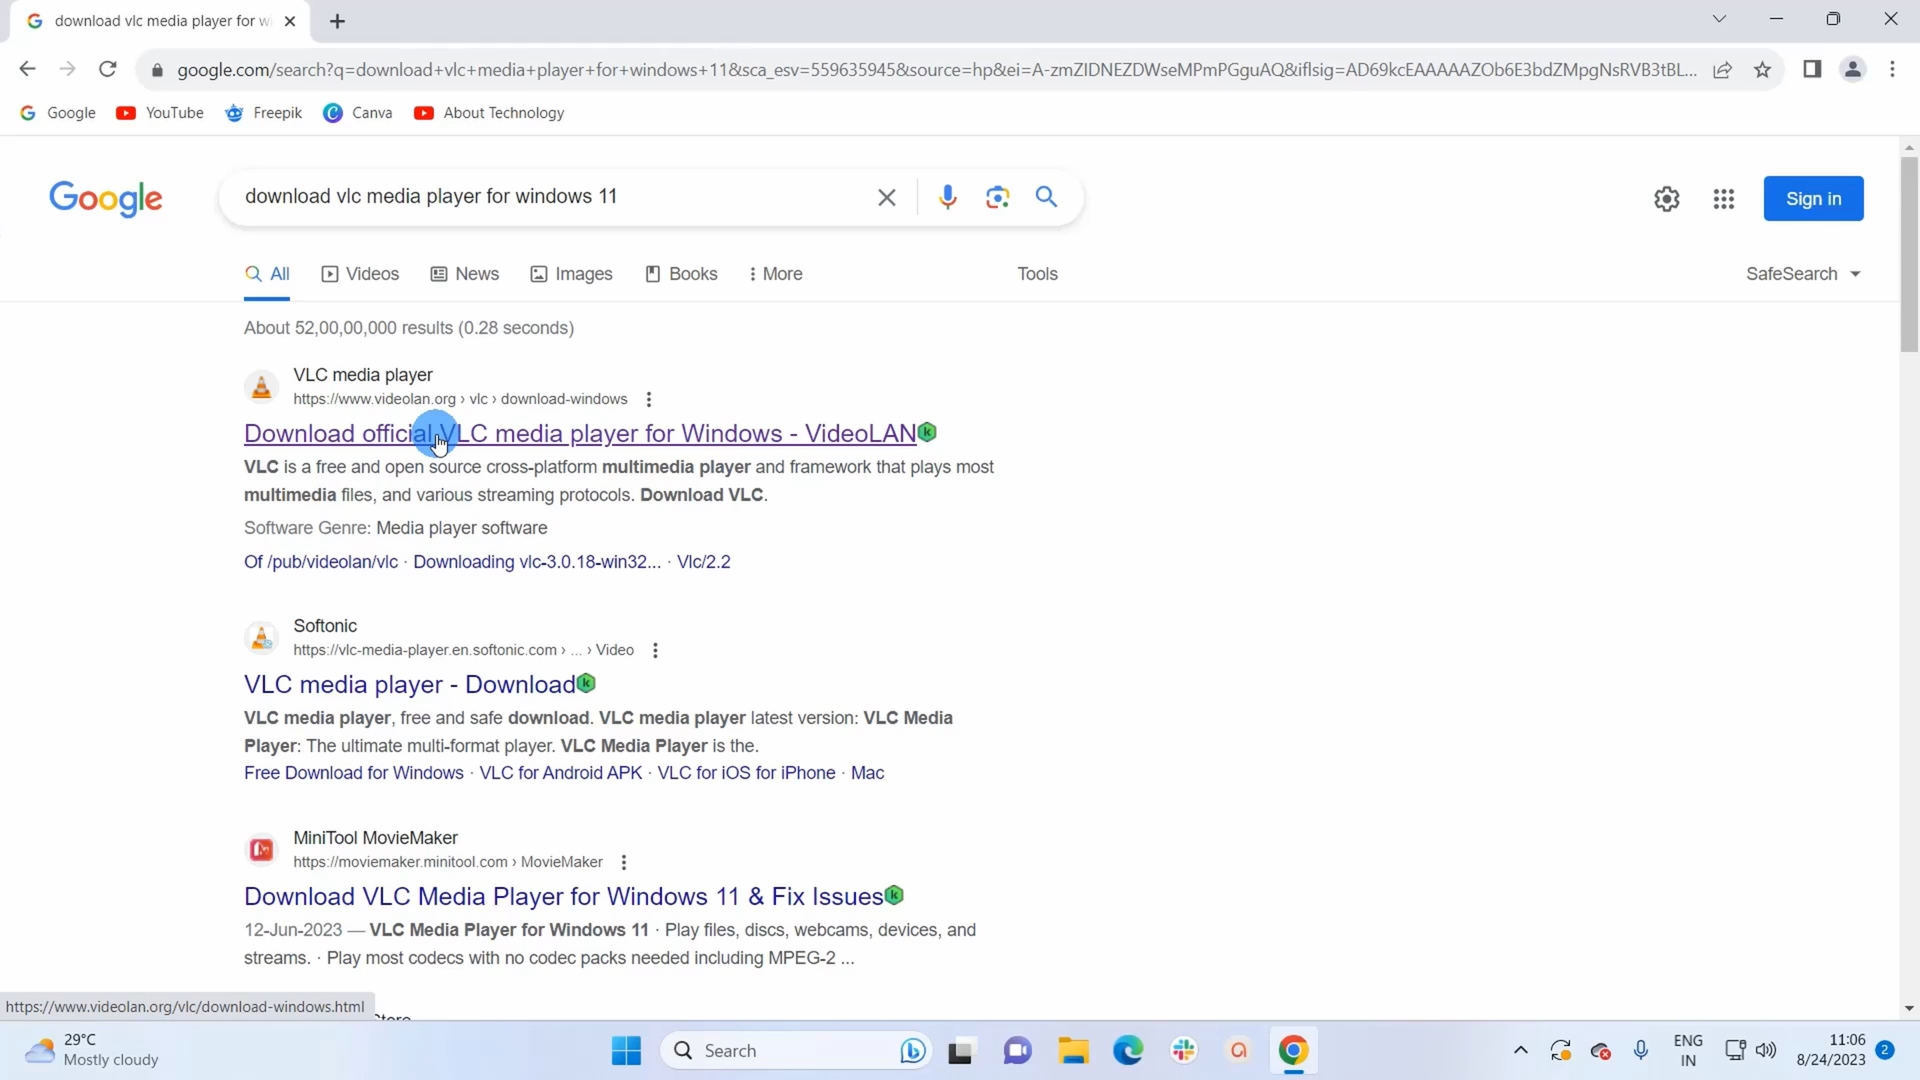 download vlc media player for w
google.com/search?q=download+vlc+media+player+for+windows+11&sca_esv=559635945&source=hp&ei=A-zmZIDNEZDWseMPmPGguAQ&iflsig=AD69kcEAAAAAZOb6E3bdZMpgNsRVB3tBL...
Google YouTube Freepik Canva About Technology
Google
download vlc media player for windows 11
Sign in
All Videos News Images Books More Tools SafeSearch
About 52,00,00,000 results (0.28 seconds)
VLC media player
https://www.videolan.org › vlc › download-windows
Download official VLC media player for Windows - VideoLAN
VLC is a free and open source cross-platform multimedia player and framework that plays most
multimedia files, and various streaming protocols. Download VLC.
Software Genre: Media player software
Of /pub/videolan/vlc · Downloading vlc-3.0.18-win32... · Vlc/2.2
Softonic
https://vlc-media-player.en.softonic.com › ... › Video
VLC media player - Download
VLC media player, free and safe download. VLC media player latest version: VLC Media
Player: The ultimate multi-format player. VLC Media Player is the.
Free Download for Windows · VLC for Android APK · VLC for iOS for iPhone · Mac
MiniTool MovieMaker
https://moviemaker.minitool.com › MovieMaker
Download VLC Media Player for Windows 11 & Fix Issues
12-Jun-2023 — VLC Media Player for Windows 11 · Play files, discs, webcams, devices, and
streams. · Play most codecs with no codec packs needed including MPEG-2 ...
https://www.videolan.org/vlc/download-windows.html
29°C
Mostly cloudy
Search
ENG
IN
11:06
8/24/2023
2